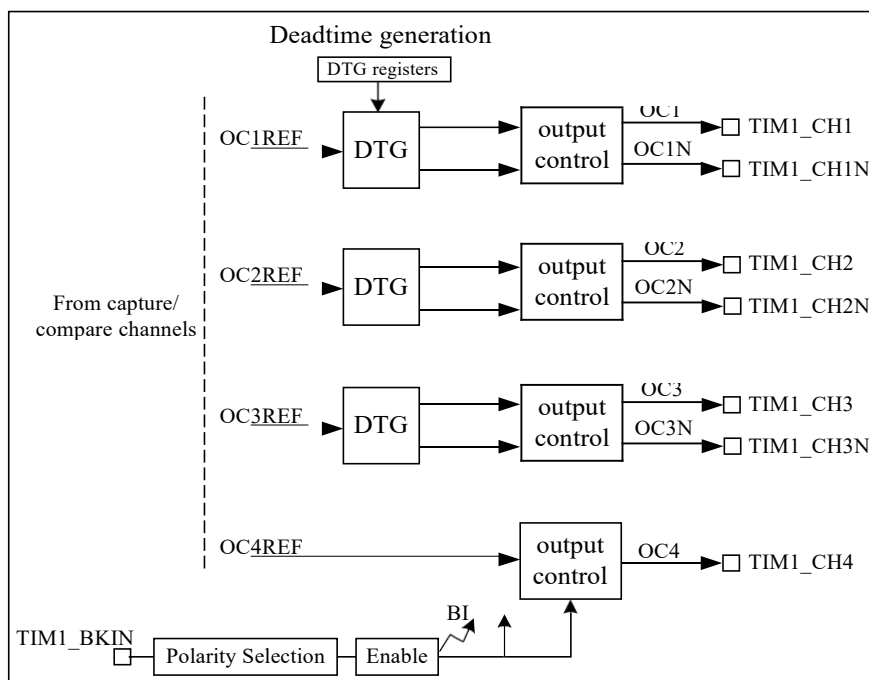 Deadtime generation
DTG registers
OC1REF
DTG
output
control
OC1
OC1N
TIM1_CH1
TIM1_CH1N
OC2REF
DTG
output
control
OC2
OC2N
TIM1_CH2
TIM1_CH2N
From capture/
compare channels
OC3REF
DTG
output
control
OC3
OC3N
TIM1_CH3
TIM1_CH3N
OC4REF
output
control
OC4
TIM1_CH4
TIM1_BKIN
Polarity Selection
Enable
BI